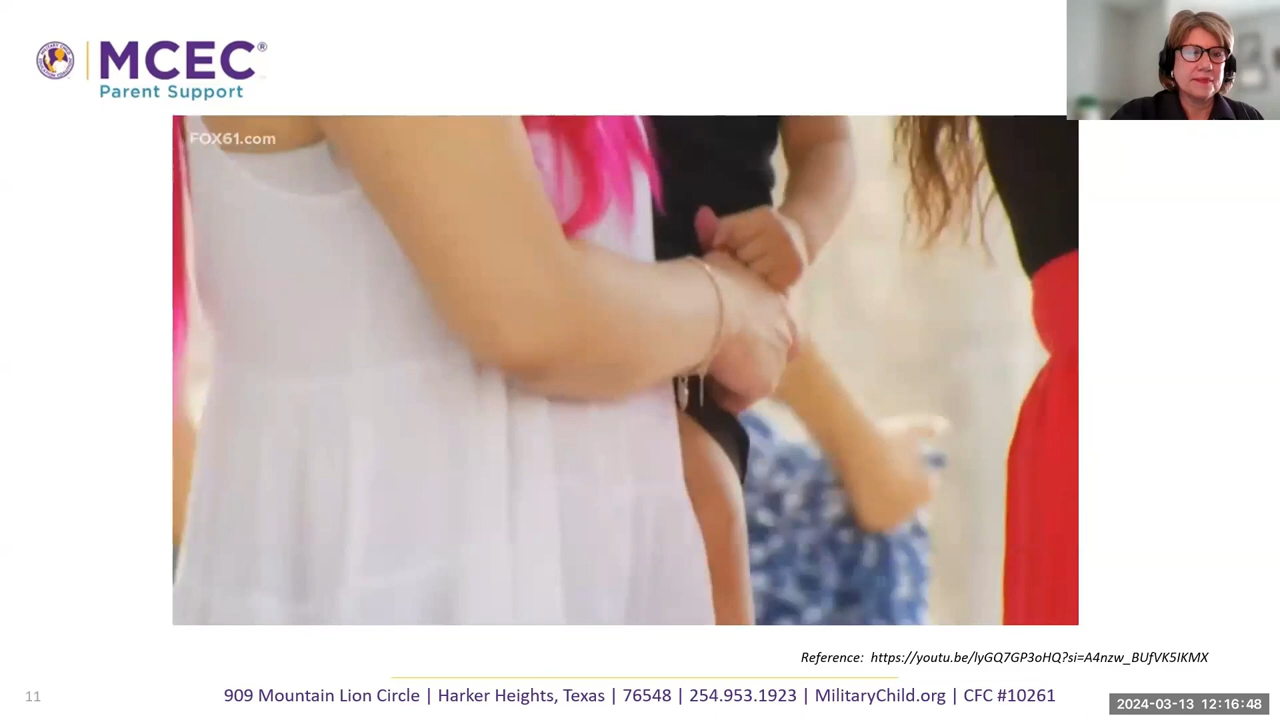 MCEC®
Parent Support
FOX61.com
Reference: https://youtu.be/lyGQ7GP3oHQ?si=A4nzw_BUfVK5IKMX
11
909 Mountain Lion Circle | Harker Heights, Texas | 76548 | 254.953.1923 | MilitaryChild.org | CFC #10261
2024-03-13 12:16:48